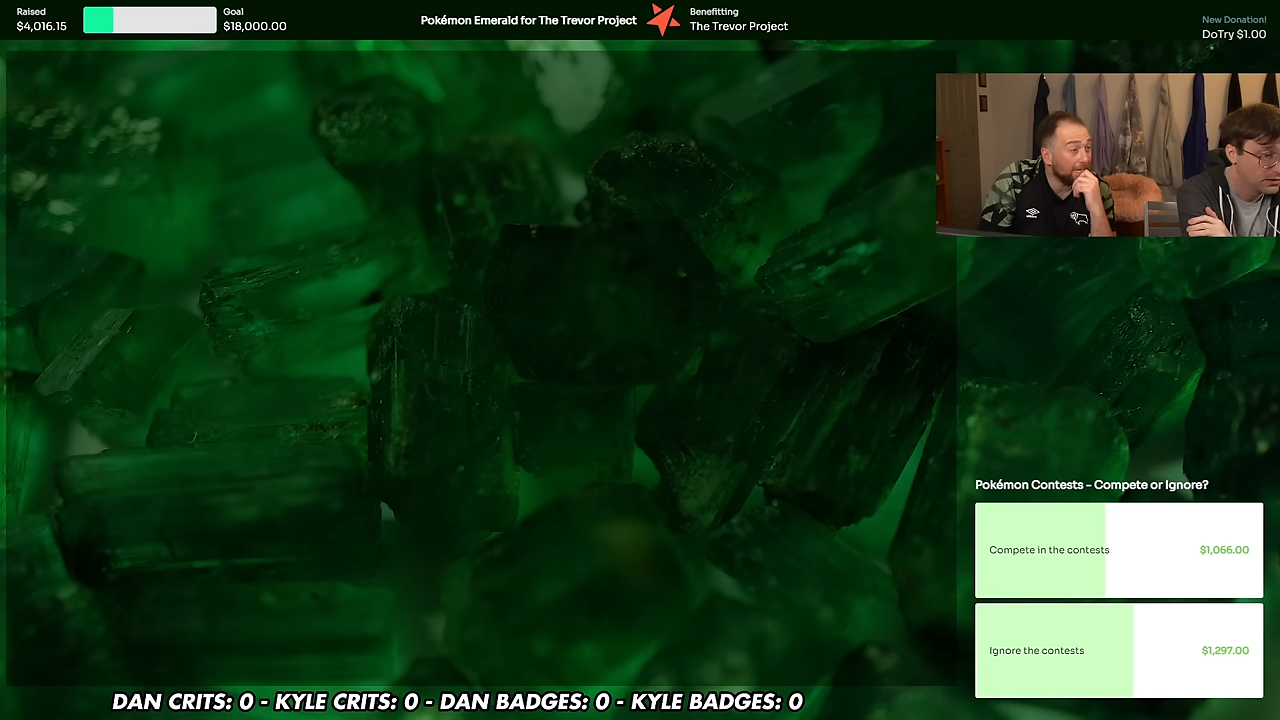 Raised
$4,016.15
Goal
$18,000.00
Pokémon Emerald for The Trevor Project
Benefitting
The Trevor Project
New Donation!
DoTry $1.00
Pokémon Contests - Compete or Ignore?
Compete in the contests
$1,066.00
Ignore the contests
$1,297.00
DAN CRITS: 0 - KYLE CRITS: 0 - DAN BADGES: 0 - KYLE BADGES: 0